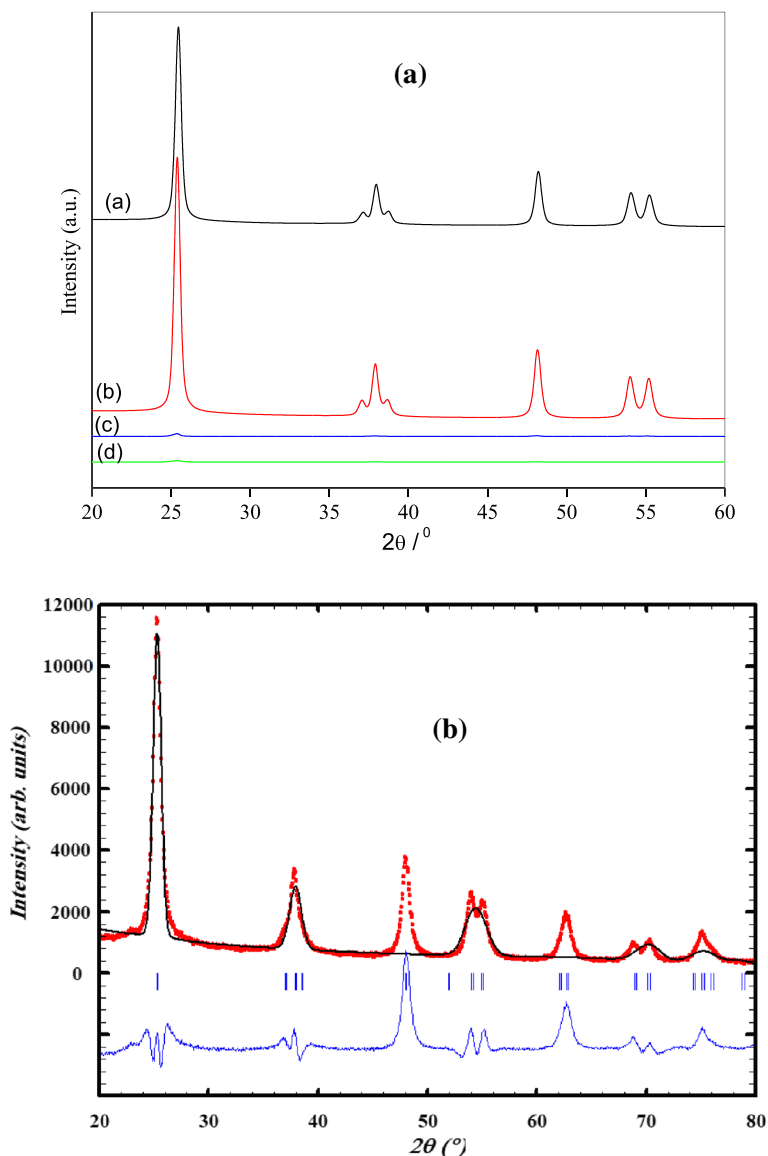 (a)
(a)
Intensity (a.u.)
(b)
(c)
(d)
20 25 30 35 40 45 50 55 60
2θ / 0
12000
10000
8000
6000
4000
2000
0
(b)
Intensity (arb. units)
20 30 40 50 60 70 80
2θ (°)